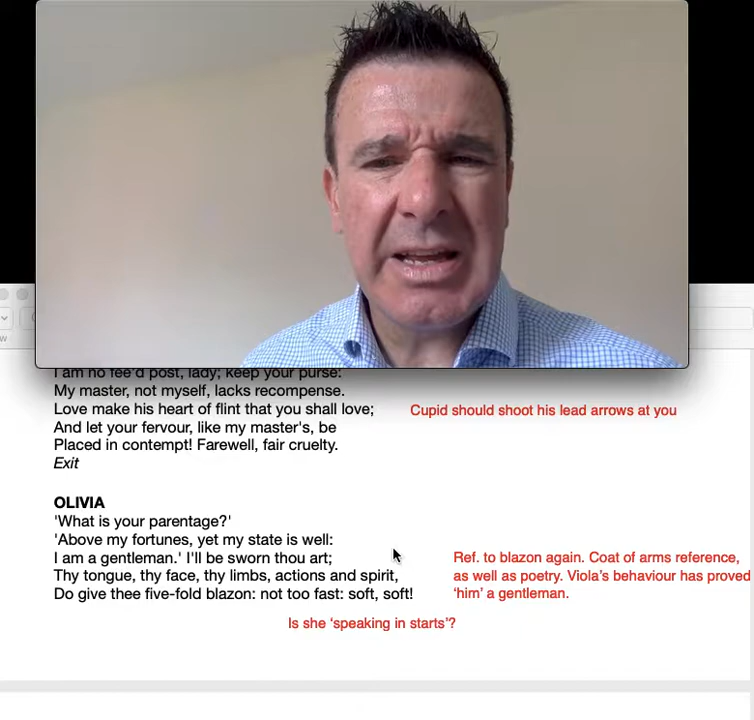 I am no fee'd post, lady; keep your purse:
My master, not myself, lacks recompense.
Love make his heart of flint that you shall love;
Cupid should shoot his lead arrows at you
And let your fervour, like my master's, be
Placed in contempt! Farewell, fair cruelty.
Exit
OLIVIA
'What is your parentage?'
'Above my fortunes, yet my state is well:
I am a gentleman.' I'll be sworn thou art;
Thy tongue, thy face, thy limbs, actions and spirit,
Do give thee five-fold blazon: not too fast: soft, soft!
Ref. to blazon again. Coat of arms reference,
as well as poetry. Viola's behaviour has proved
'him' a gentleman.
Is she 'speaking in starts'?